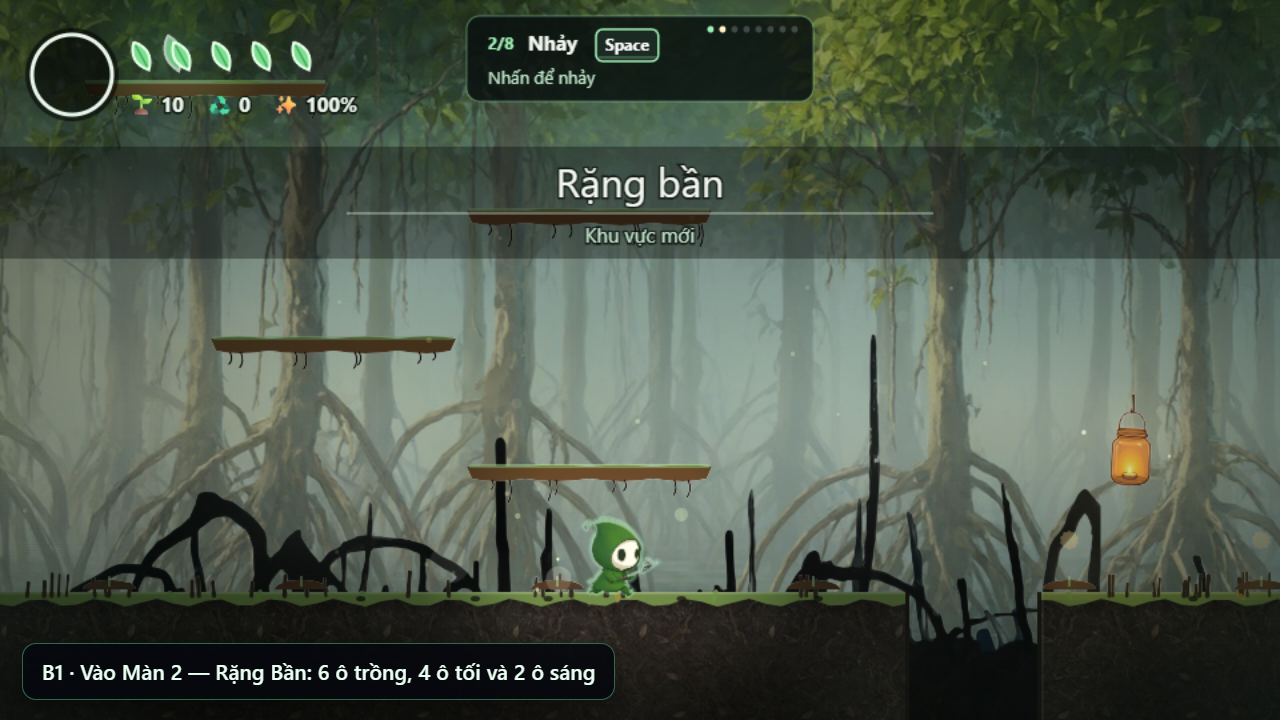 2/8 Nhảy Space
Nhấn để nhảy
10 0 100%
Rặng bần
Khu vực mới
B1 · Vào Màn 2 — Rặng Bần: 6 ô trồng, 4 ô tối và 2 ô sáng